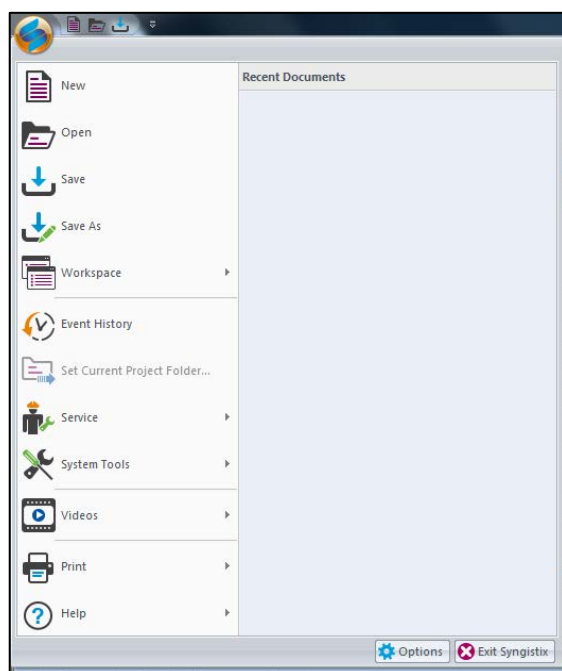 Recent Documents
New
Open
Save
Save As
Workspace
Event History
Set Current Project Folder...
Service
System Tools
Videos
Print
Help
Options
Exit Syngistix